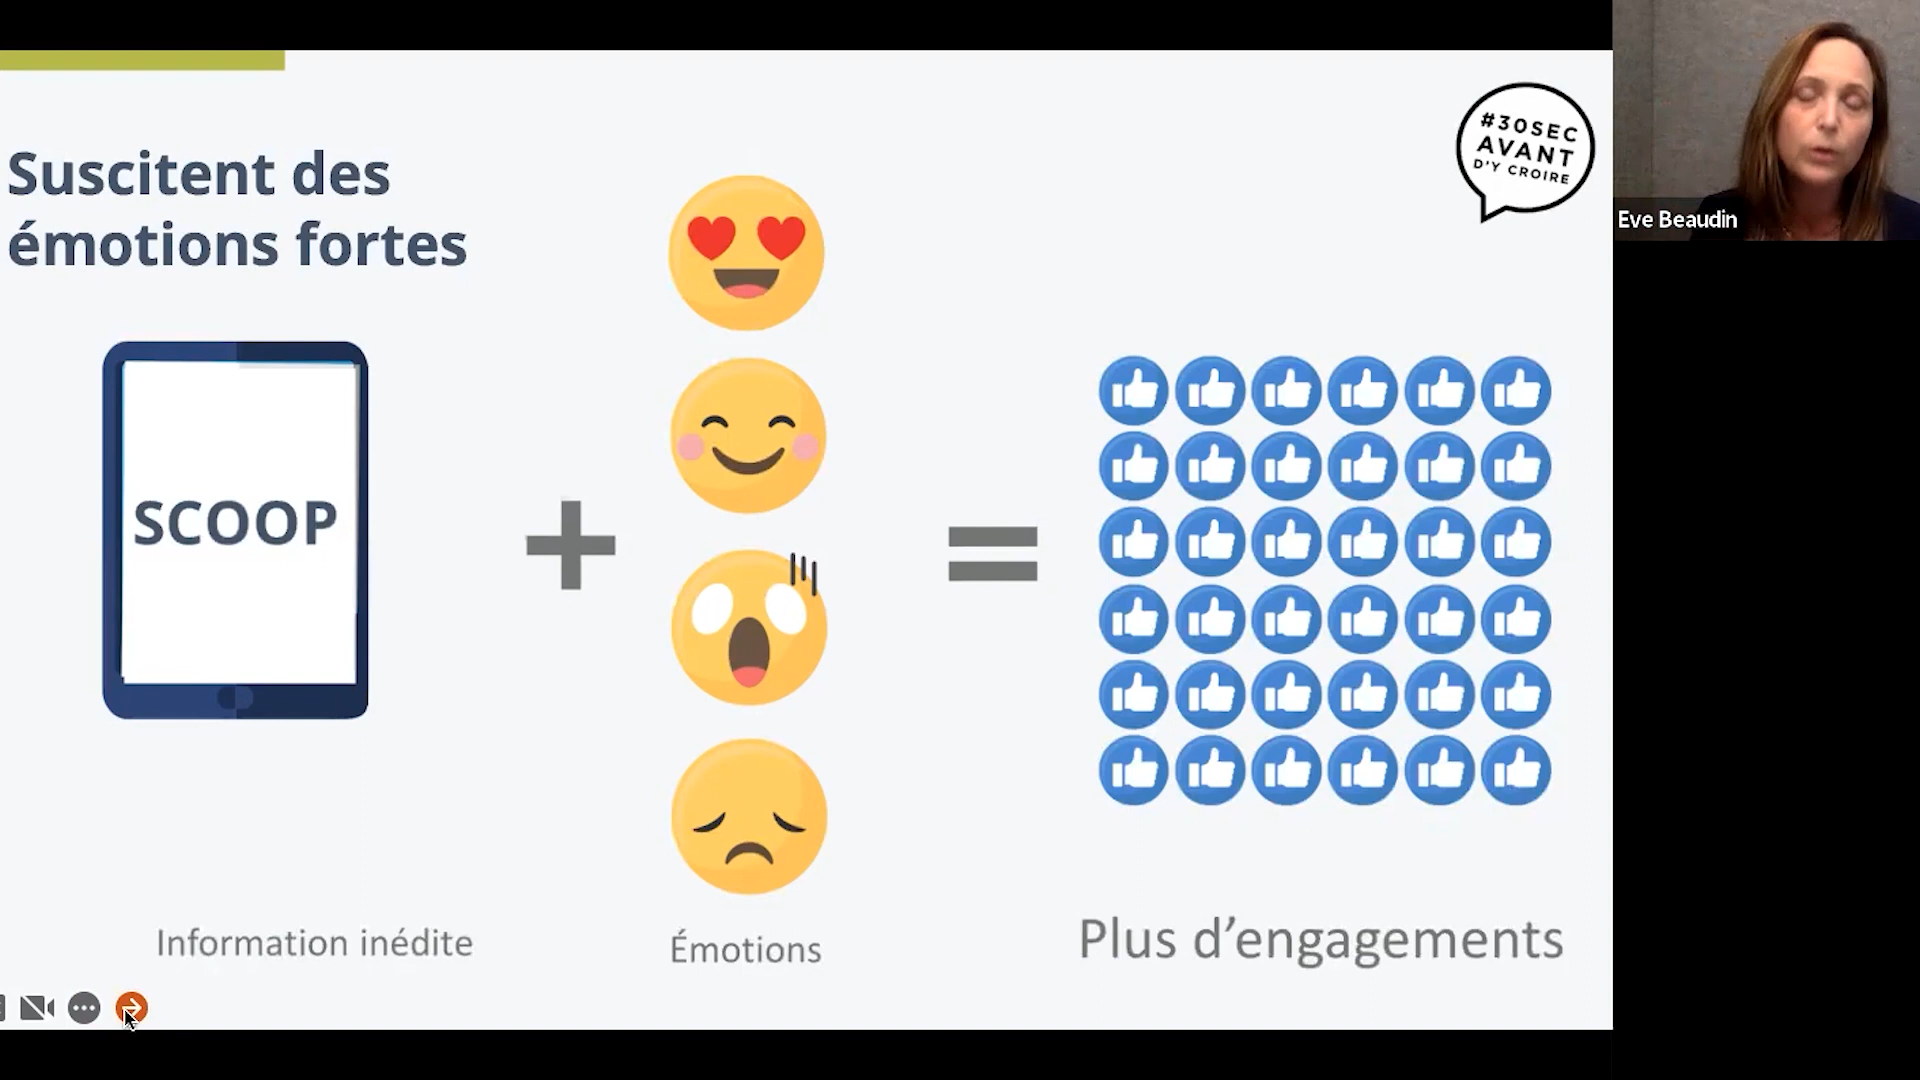 Suscitent des
émotions fortes
#30SEC
AVANT
D'Y CROIRE
Eve Beaudin
SCOOP
Information inédite
Émotions
Plus d’engagements